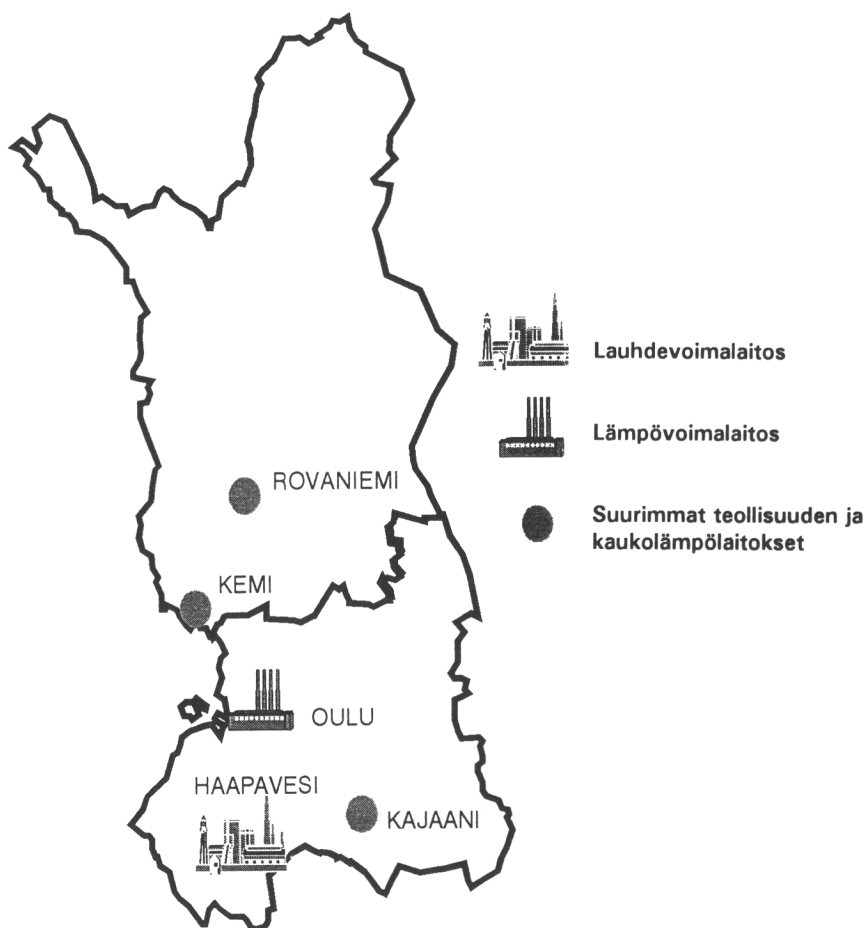 Lauhdevoimalaitos
Lämpövoimalaitos
Suurimmat teollisuuden ja
kaukolämpölaitokset
ROVANIEMI
KEMI
OULU
HAAPAVESI
KAJAANI